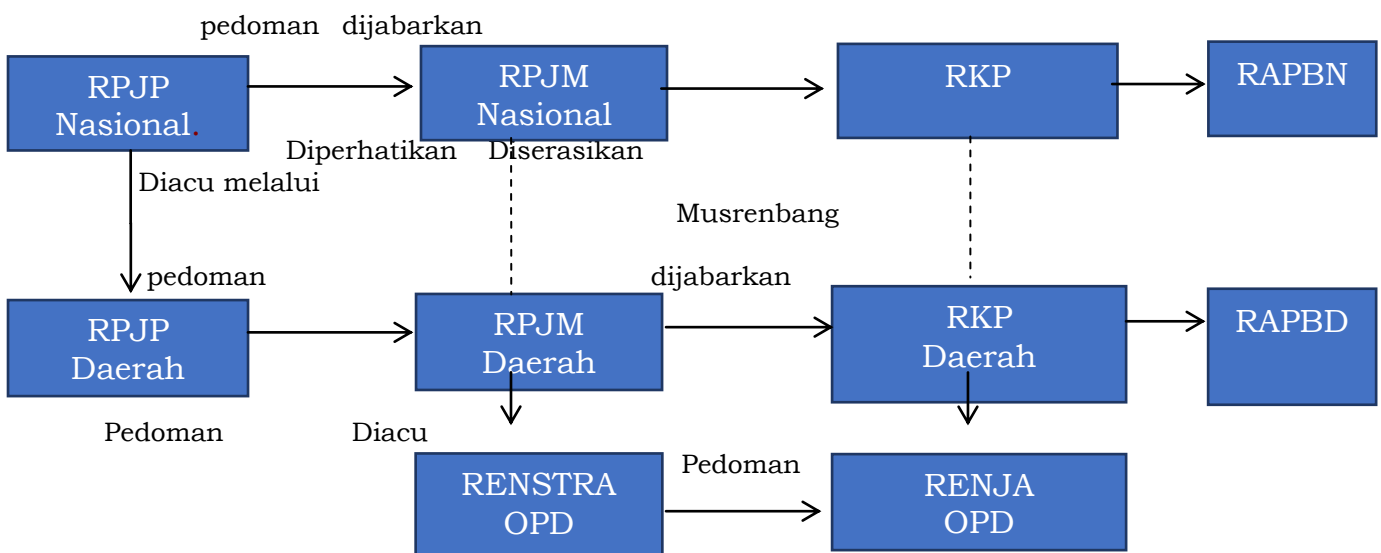 pedoman dijabarkan
RPJP
Nasional.
RPJM
Nasional
RKP
RAPBN
Diperhatikan Diserasikan
Diacu melalui
Musrenbang
pedoman
dijabarkan
RPJP
Daerah
RPJM
Daerah
RKP
Daerah
RAPBD
Pedoman Diacu
Pedoman
RENSTRA
OPD
RENJA
OPD